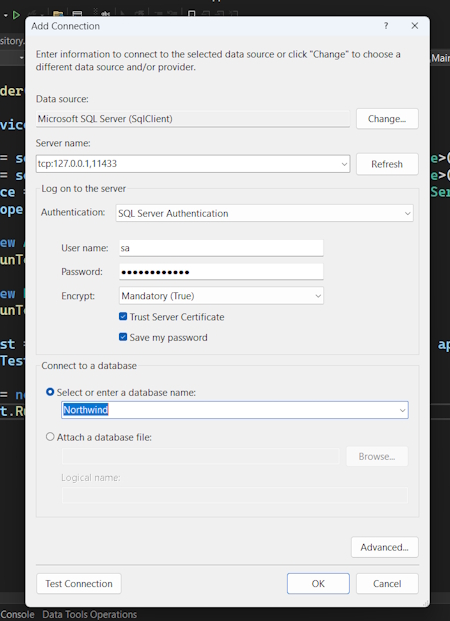 Add Connection
?
Enter information to connect to the selected data source or click "Change" to choose a
different data source and/or provider.
Data source:
Microsoft SQL Server (SqlClient)
Change...
Server name:
tcp:127.0.0.1,11433
Refresh
Log on to the server
Authentication:
SQL Server Authentication
User name:
sa
Password:
●●●●●●●●●●●●
Encrypt:
Mandatory (True)
Trust Server Certificate
Save my password
Connect to a database
Select or enter a database name:
Northwind
Attach a database file:
Browse...
Logical name:
Advanced...
Test Connection
OK
Cancel
Console
Data Tools Operations